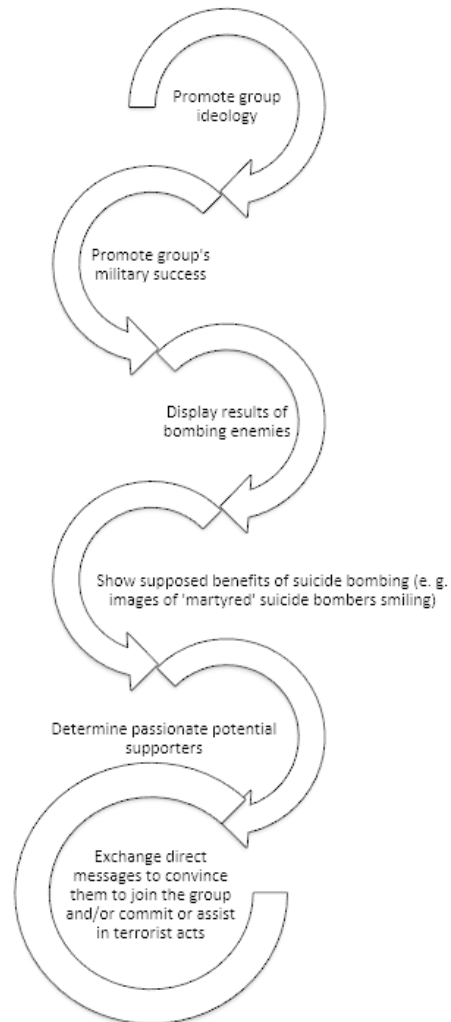 Promote group
ideology
Promote group's
military success
Display results of
bombing enemies
Show supposed benefits of suicide bombing (e. g.
images of 'martyred' suicide bombers smiling)
Determine passionate potential
supporters
Exchange direct
messages to convince
them to join the group
and/or commit or assist
in terrorist acts